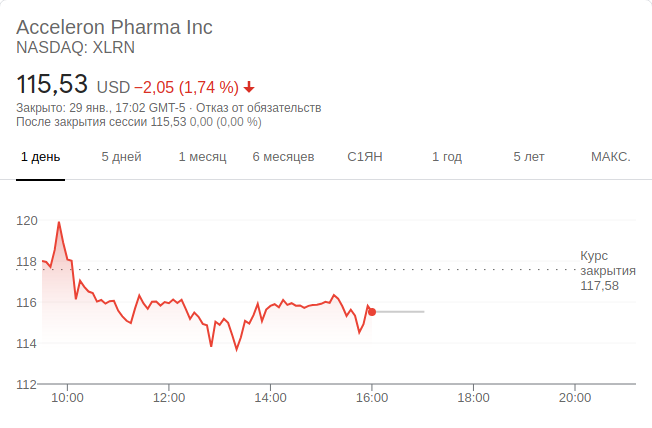 Acceleron Pharma Inc
NASDAQ: XLRN
115,53 USD −2,05 (1,74 %)
Закрыто: 29 янв., 17:02 GMT-5 · Отказ от обязательств
После закрытия сессии 115,53 0,00 (0,00 %)
1 день 5 дней 1 месяц 6 месяцев С1ЯН 1 год 5 лет МАКС.
120
118
116
114
112
Курс
закрытия
117,58
10:00 12:00 14:00 16:00 18:00 20:00